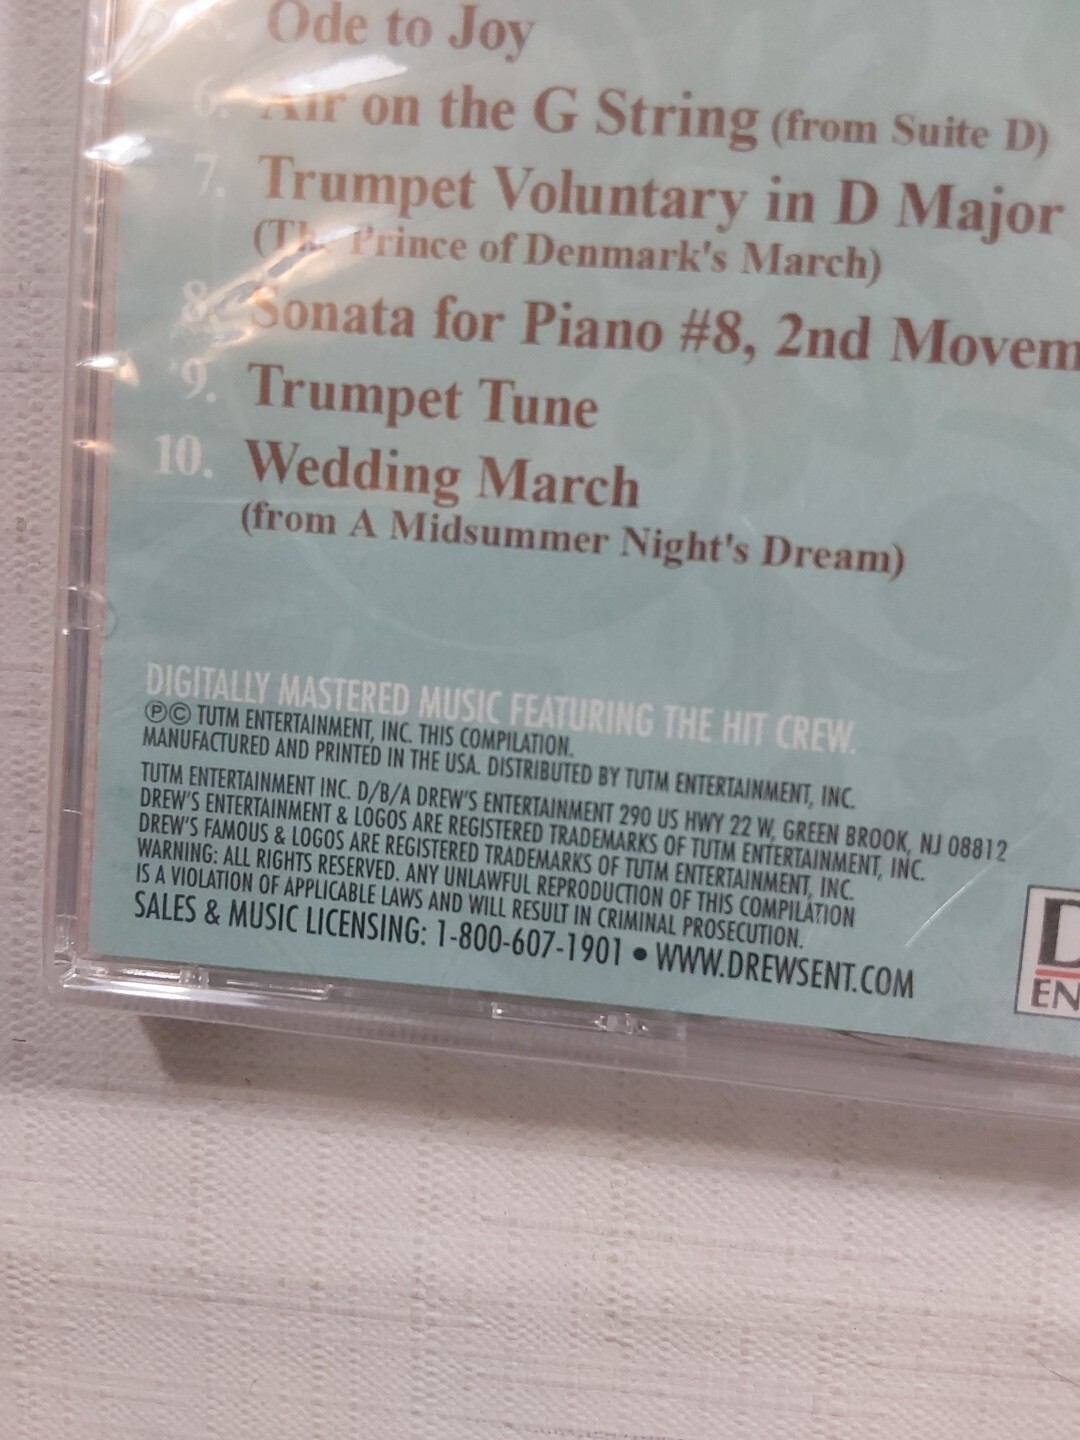 5. Ode to Joy
6. Air on the G String (from Suite D)
7. Trumpet Voluntary in D Major
(The Prince of Denmark's March)
8. Sonata for Piano #8, 2nd Movem
9. Trumpet Tune
10. Wedding March
(from A Midsummer Night's Dream)
DIGITALLY MASTERED MUSIC FEATURING THE HIT CREW.
℗© TUTM ENTERTAINMENT, INC. THIS COMPILATION.
MANUFACTURED AND PRINTED IN THE USA. DISTRIBUTED BY TUTM ENTERTAINMENT, INC.
TUTM ENTERTAINMENT INC. D/B/A DREW'S ENTERTAINMENT 290 US HWY 22 W, GREEN BROOK, NJ 08812
DREW'S ENTERTAINMENT & LOGOS ARE REGISTERED TRADEMARKS OF TUTM ENTERTAINMENT, INC.
DREW'S FAMOUS & LOGOS ARE REGISTERED TRADEMARKS OF TUTM ENTERTAINMENT, INC.
WARNING: ALL RIGHTS RESERVED. ANY UNLAWFUL REPRODUCTION OF THIS COMPILATION
IS A VIOLATION OF APPLICABLE LAWS AND WILL RESULT IN CRIMINAL PROSECUTION.
SALES & MUSIC LICENSING: 1-800-607-1901 • WWW.DREWSENT.COM
D
EN